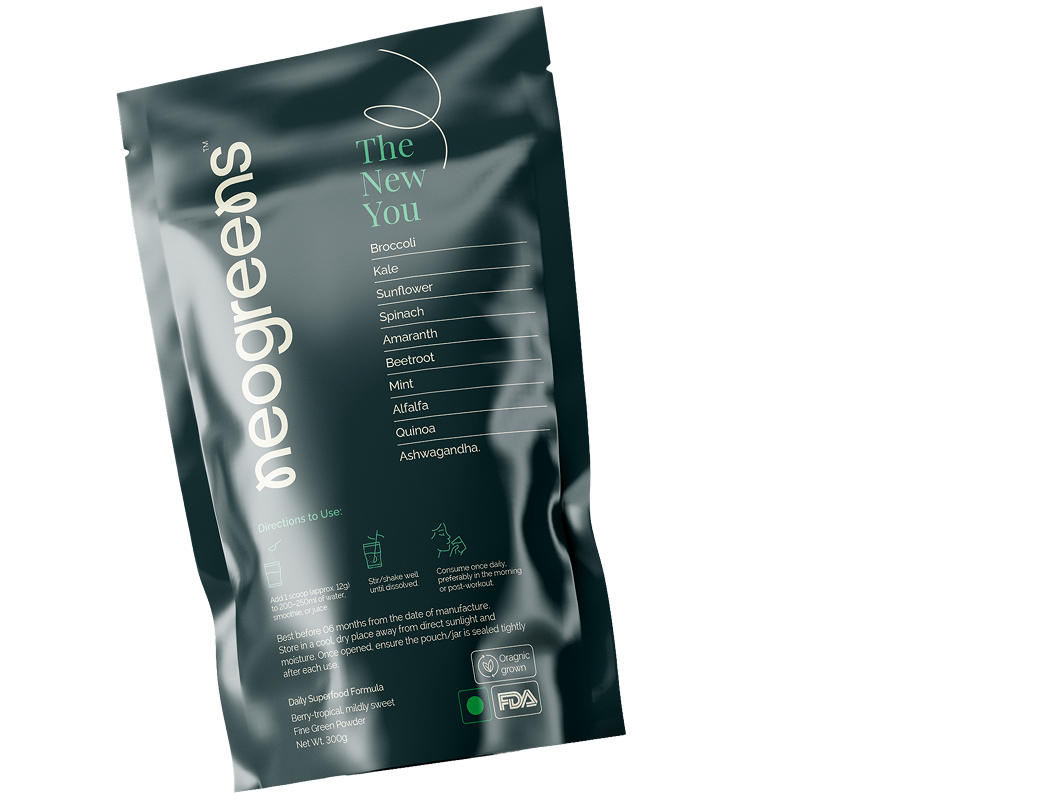 neogreens™
The
New
You
Broccoli
Kale
Sunflower
Spinach
Amaranth
Beetroot
Mint
Alfalfa
Quinoa
Ashwagandha.
Directions to Use:
Add 1 scoop (approx. 12g)
to 200-250ml of water,
smoothie, or juice
Stir/shake well
until dissolved.
Consume once daily,
preferably in the morning
or post-workout.
Best before 06 months from the date of manufacture.
Store in a cool, dry place away from direct sunlight and
moisture. Once opened, ensure the pouch/jar is sealed tightly
after each use.
Oragnic
grown
FDA
Daily Superfood Formula
Berry-tropical, mildly sweet
Fine Green Powder
Net Wt. 300g